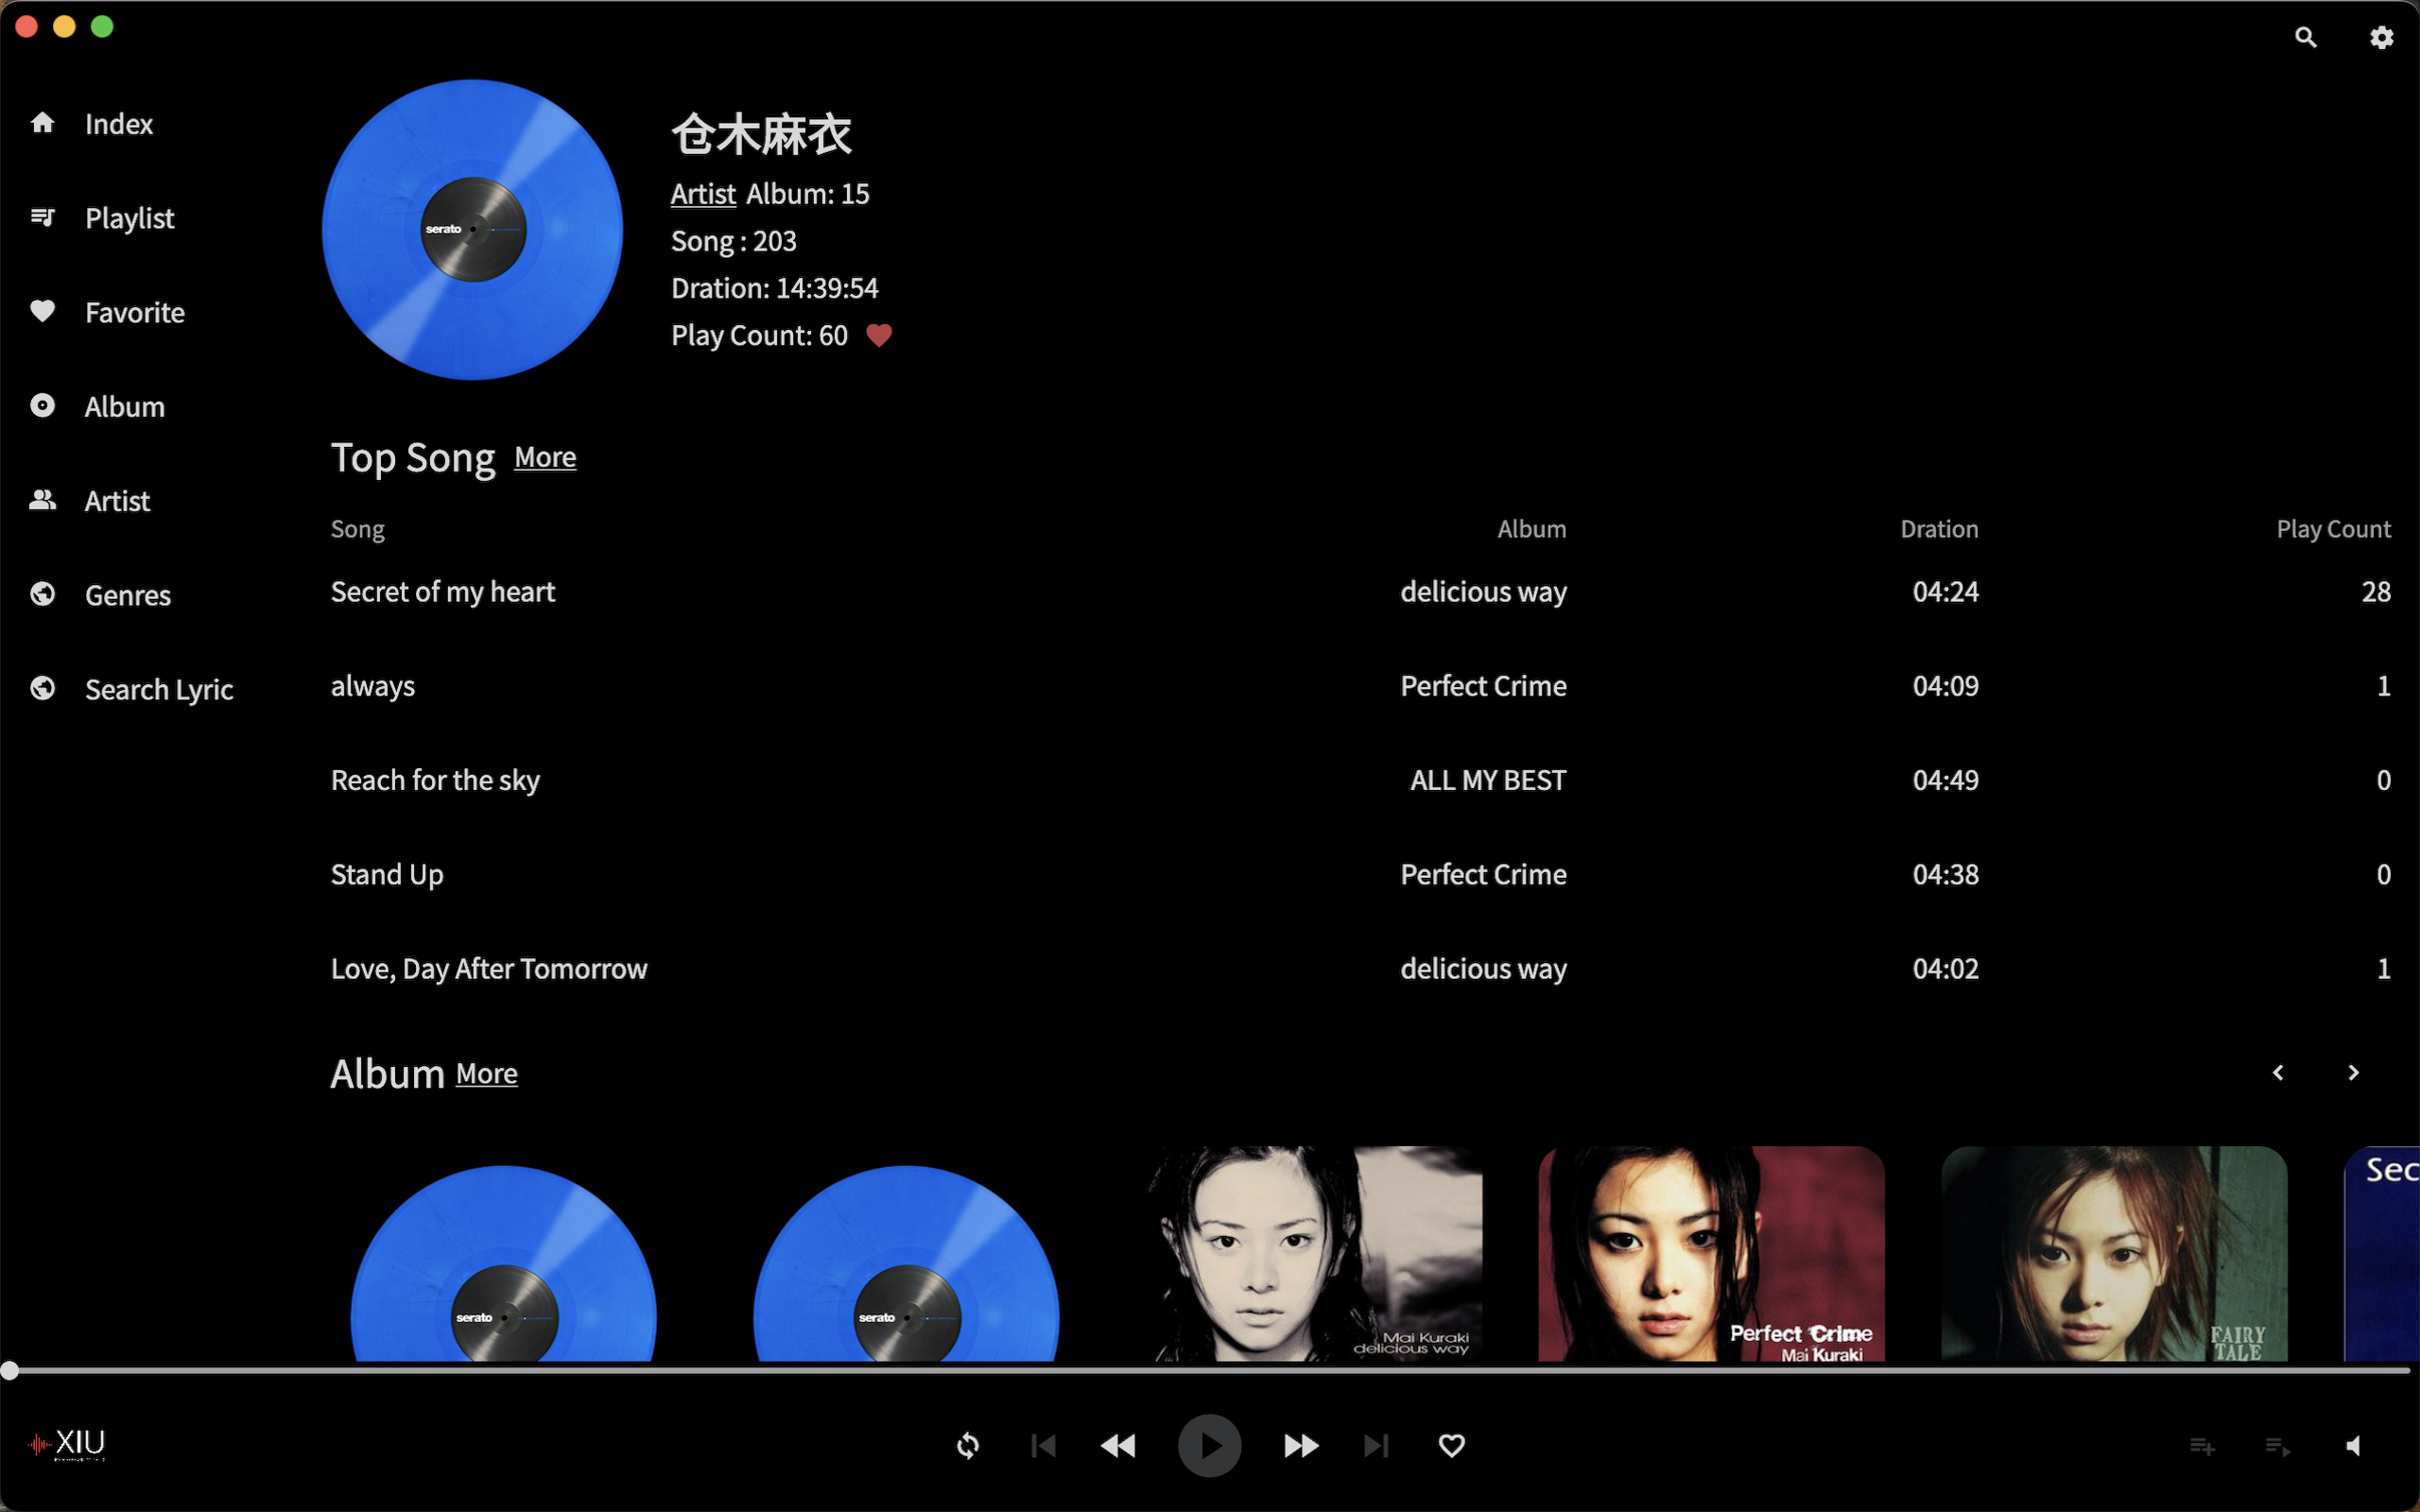 Index
Playlist
Favorite
Album
Artist
Genres
Search Lyric
serato
仓木麻衣
Artist Album: 15
Song : 203
Dration: 14:39:54
Play Count: 60
Top Song More
Song Album Dration Play Count
Secret of my heart delicious way 04:24 28
always Perfect Crime 04:09 1
Reach for the sky ALL MY BEST 04:49 0
Stand Up Perfect Crime 04:38 0
Love, Day After Tomorrow delicious way 04:02 1
Album More
serato
serato
Mai Kuraki
delicious way
Perfect Crime
Mai Kuraki
FAIRY
TALE
Sec
XIU